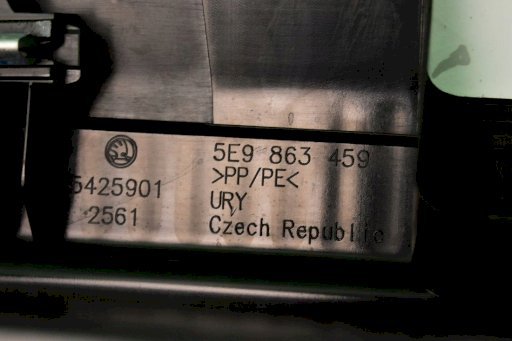 5E9 863 459
>PP/PE<
5425901
URY
2561
Czech Republic